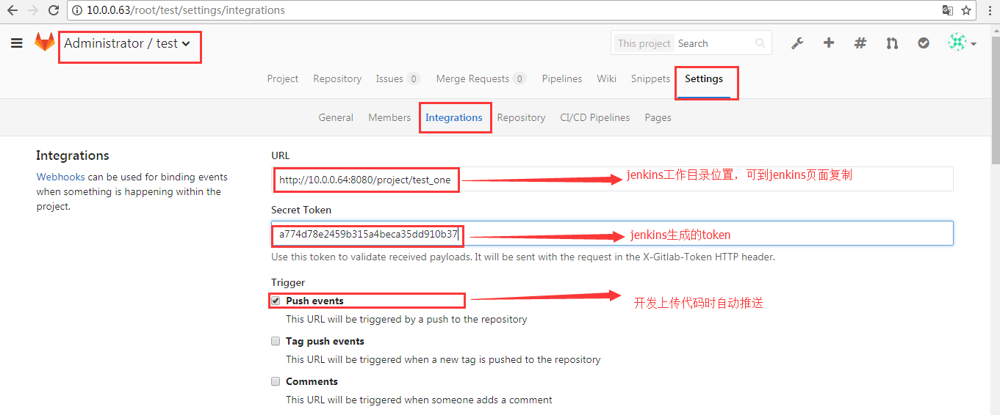 10.0.0.63/root/test/settings/integrations
Administrator / test
This project Search
Project Repository Issues 0 Merge Requests 0 Pipelines Wiki Snippets Settings
General Members Integrations Repository CI/CD Pipelines Pages
Integrations
Webhooks can be used for binding events
when something is happening within the
project.
URL
http://10.0.0.64:8080/project/test_one
jenkins工作目录位置，可到jenkins页面复制
Secret Token
a774d78e2459b315a4beca35dd910b37
jenkins生成的token
Use this token to validate received payloads. It will be sent with the request in the X-Gitlab-Token HTTP header.
Trigger
Push events
开发上传代码时自动推送
This URL will be triggered by a push to the repository
Tag push events
This URL will be triggered when a new tag is pushed to the repository
Comments
This URL will be triggered when someone adds a comment